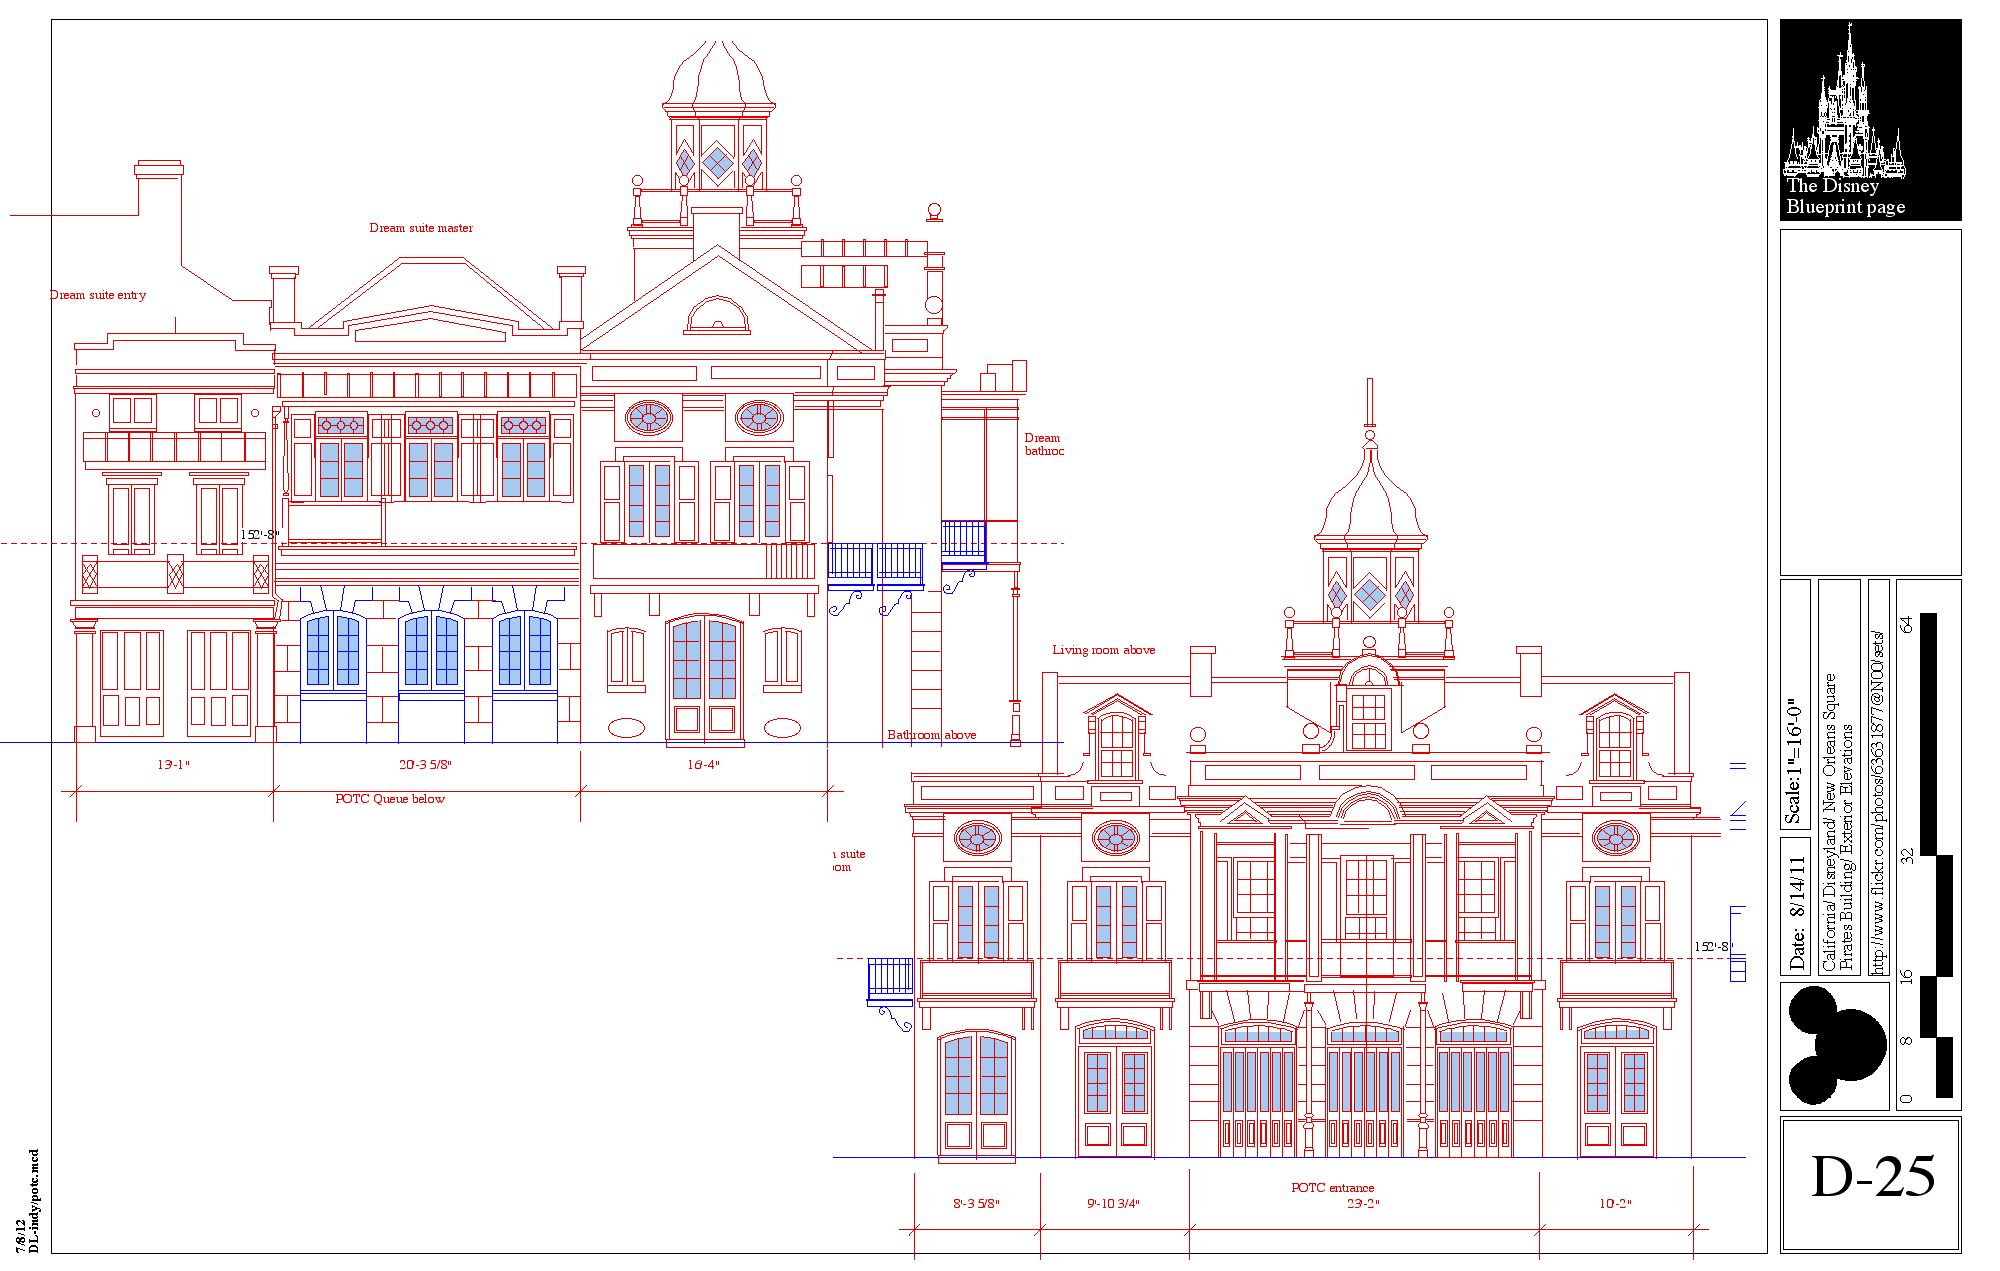 Dream suite master
Dream suite entry
Dream
bathroc
152'-8"
Bathroom above
13'-1"
20'-3 5/8"
16'-4"
POTC Queue below
Living room above
suite
152'-8"
POTC entrance
8'-3 5/8"
9'-10 3/4"
23'-2"
10'-2"
7/8/12
DL-indy/potc.mcd
The Disney
Blueprint page
Scale:1"=16'-0"
Date: 8/14/11
California/ Disneyland/ New Orleans Square
Pirates Building/ Exterior Elevations
http://www.flickr.com/photos/63631877@N00/sets/
64
32
16
8
0
D-25